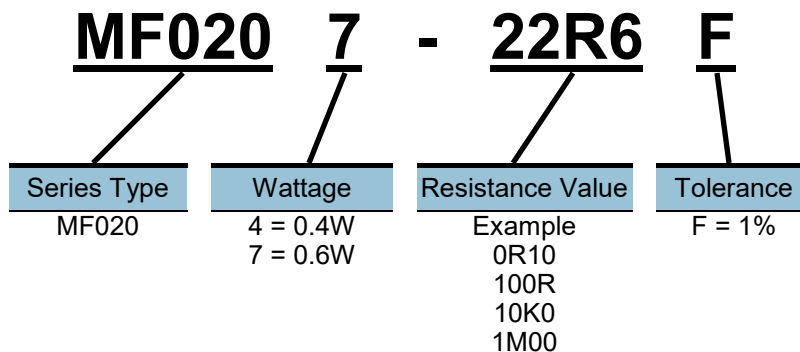 MF020 7 - 22R6 F
Series Type Wattage Resistance Value Tolerance
MF020 4 = 0.4W Example F = 1%
7 = 0.6W 0R10
100R
10K0
1M00